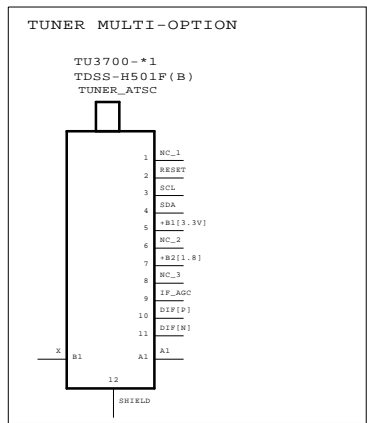 TUNER MULTI-OPTION
TU3700-*1
TDSS-H501F(B)
TUNER_ATSC
1 NC_1
2 RESET
3 SCL
4 SDA
5 +B1[3.3V]
6 NC_2
7 +B2[1.8]
8 NC_3
9 IF_AGC
10 DIF[P]
11 DIF[N]
X B1 A1 A1
12
SHIELD